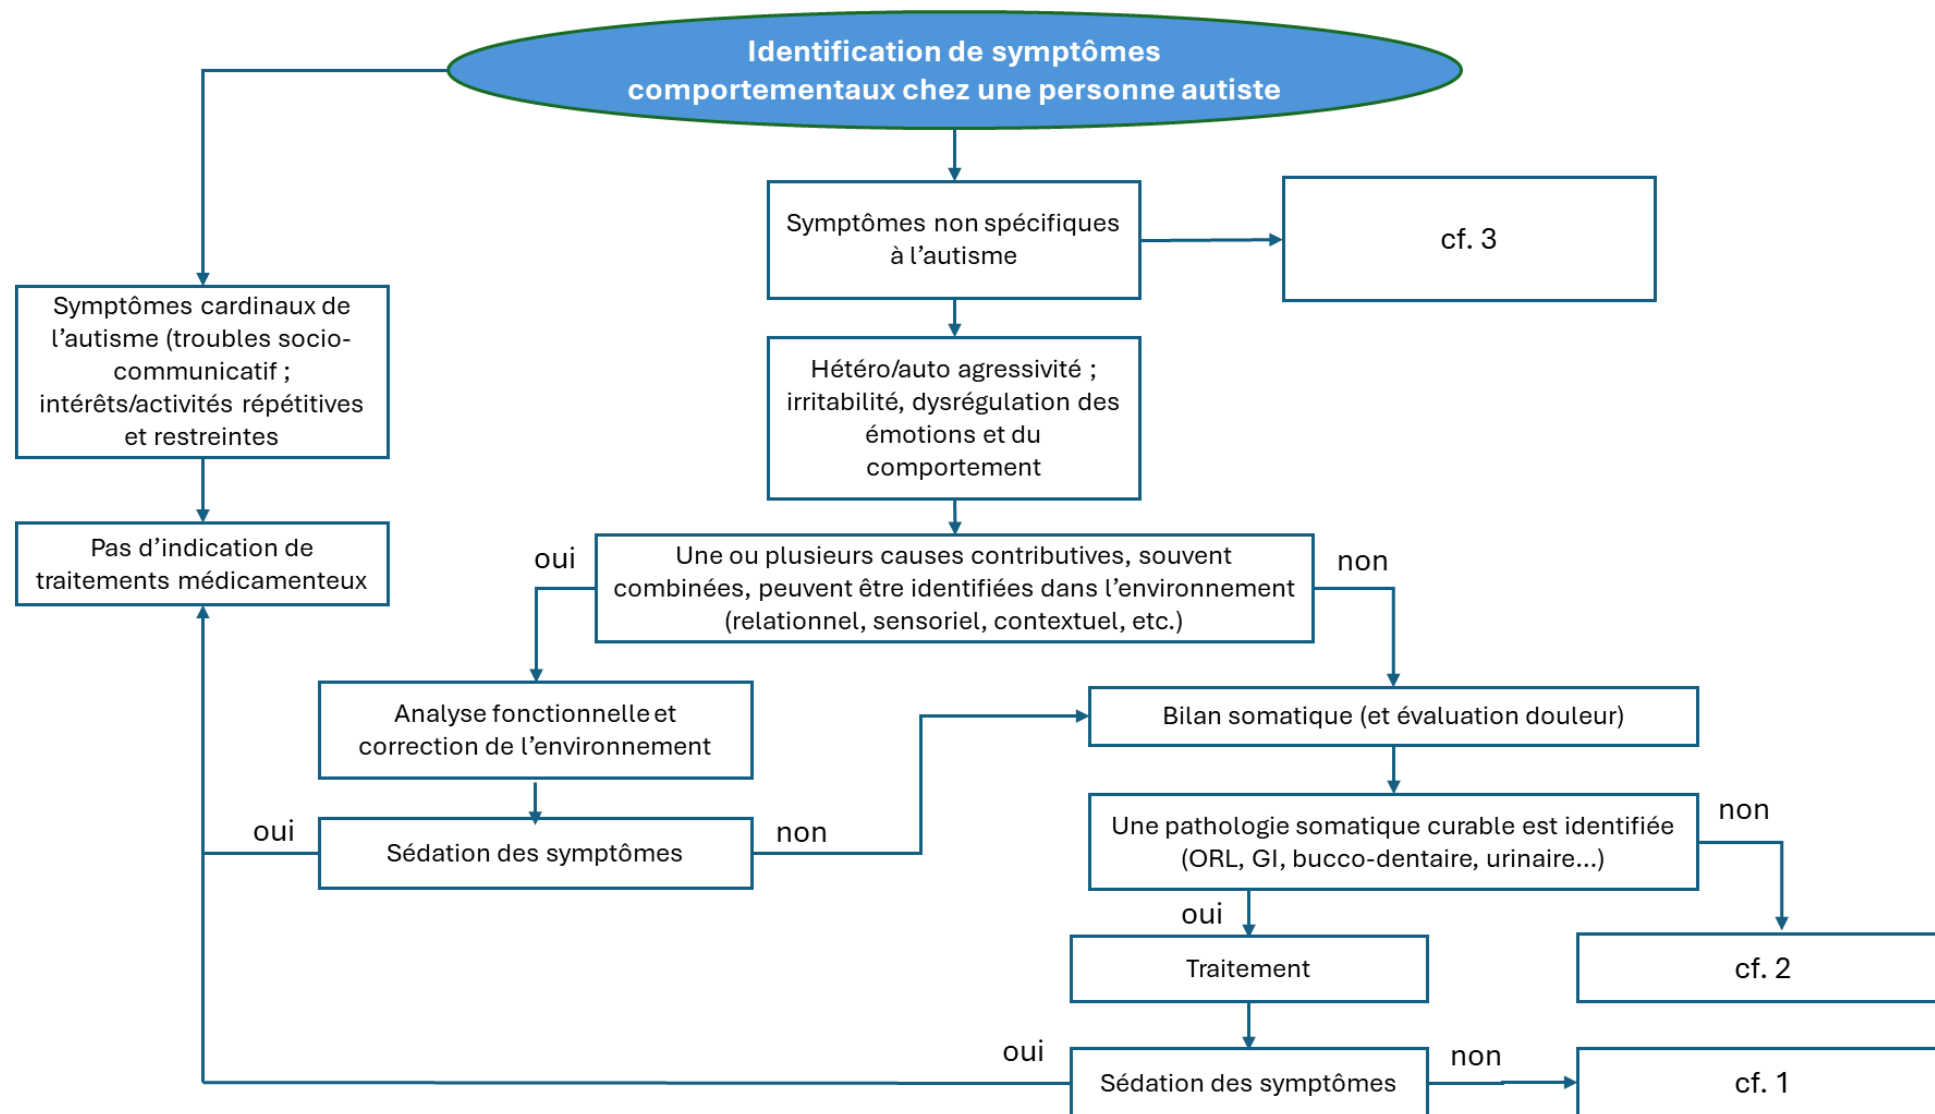 Identification de symptômes
comportementaux chez une personne autiste
Symptômes non spécifiques
à l'autisme
cf. 3
Symptômes cardinaux de
l'autisme (troubles socio-
communicatif ;
intérêts/activités répétitives
et restreintes
Hétéro/auto agressivité ;
irritabilité, dysrégulation des
émotions et du
comportement
Pas d'indication de
traitements médicamenteux
oui
Une ou plusieurs causes contributives, souvent
combinées, peuvent être identifiées dans l'environnement
(relationnel, sensoriel, contextuel, etc.)
non
Analyse fonctionnelle et
correction de l'environnement
Bilan somatique (et évaluation douleur)
oui
Sédation des symptômes
non
Une pathologie somatique curable est identifiée
(ORL, GI, bucco-dentaire, urinaire...)
non
oui
Traitement
cf. 2
oui
Sédation des symptômes
non
cf. 1